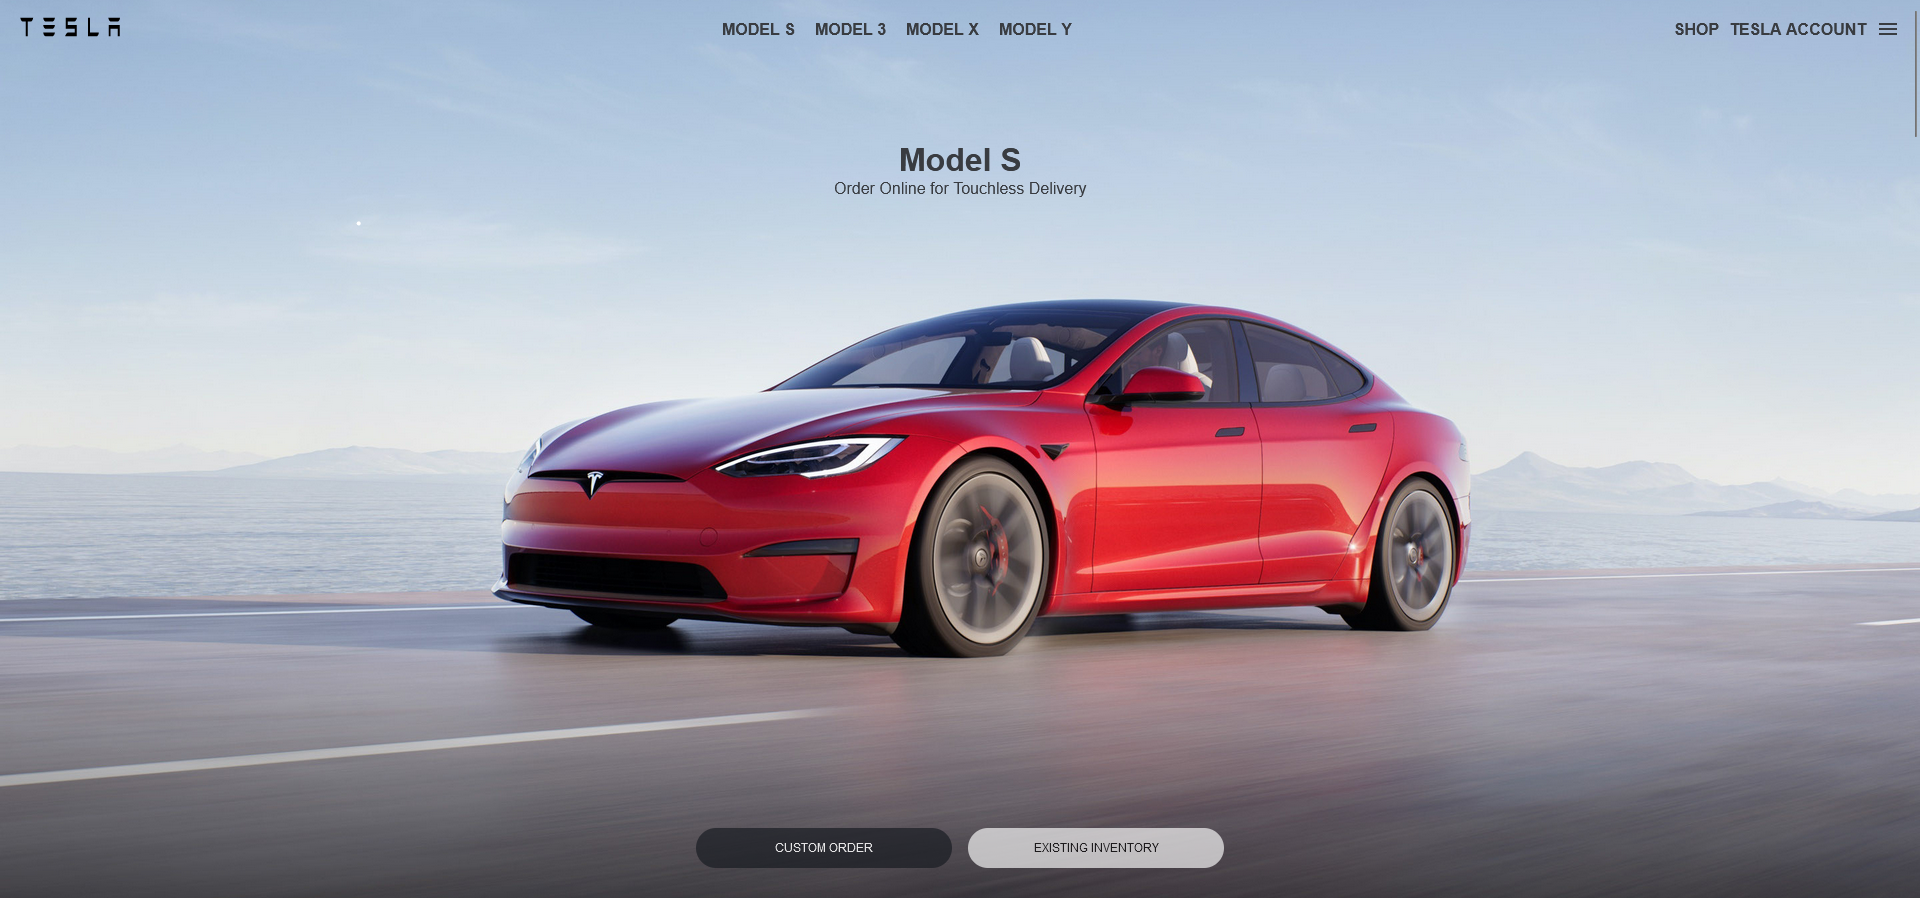 TESLA
MODEL S MODEL 3 MODEL X MODEL Y
SHOP TESLA ACCOUNT
Model S
Order Online for Touchless Delivery
CUSTOM ORDER
EXISTING INVENTORY